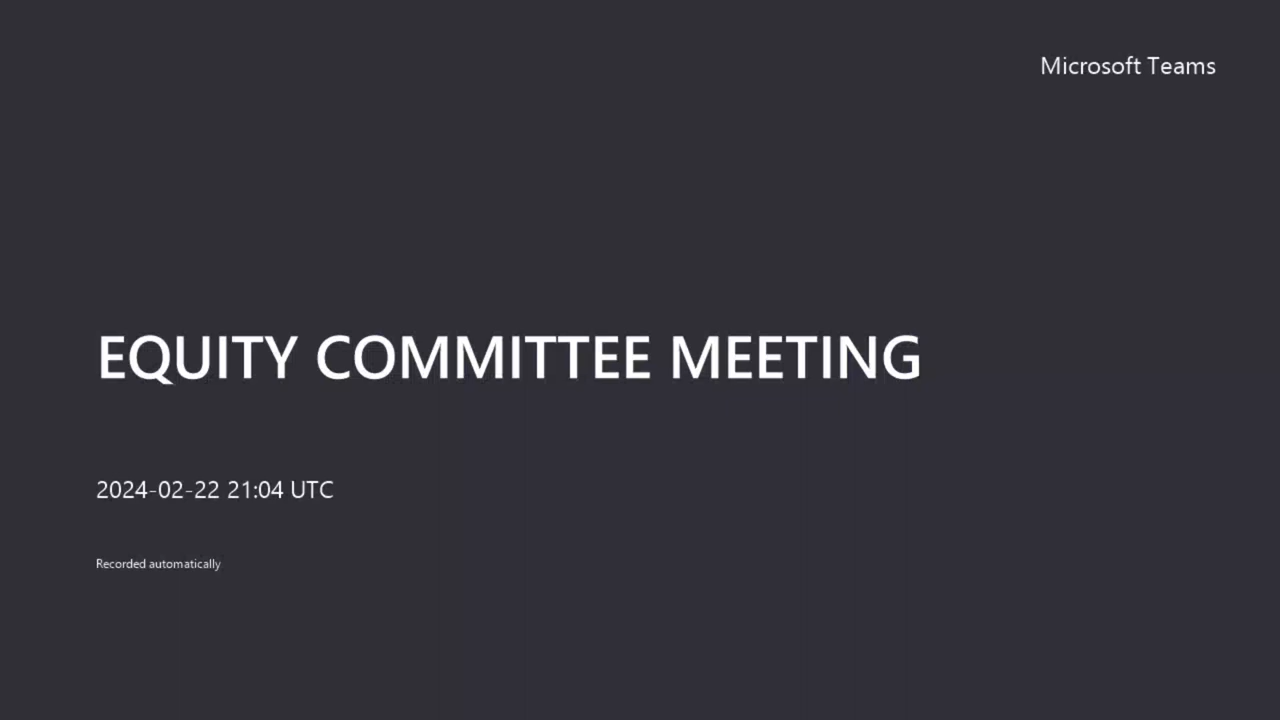 Microsoft Teams
EQUITY COMMITTEE MEETING
2024-02-22 21:04 UTC
Recorded automatically